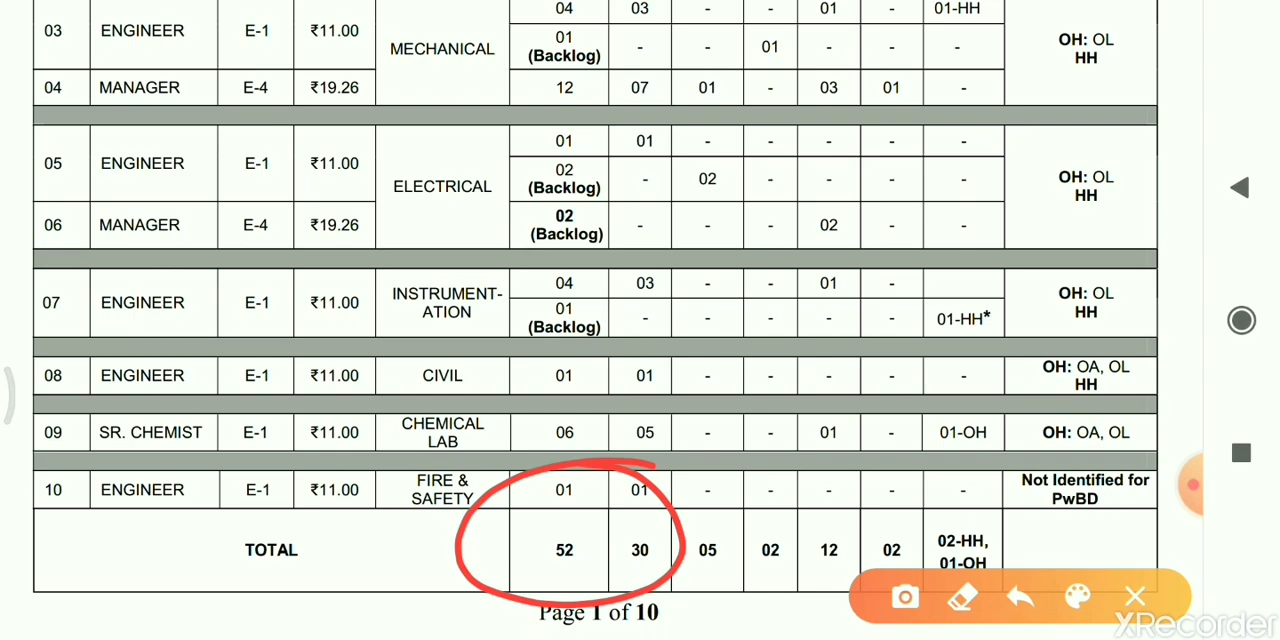 03 ENGINEER E-1 ₹11.00 MECHANICAL 04 03 - - 01 - 01-HH OH: OL HH
01 (Backlog) - - 01 - - -
04 MANAGER E-4 ₹19.26 12 07 01 - 03 01 -
05 ENGINEER E-1 ₹11.00 ELECTRICAL 01 01 - - - - - OH: OL HH
02 (Backlog) - 02 - - - -
06 MANAGER E-4 ₹19.26 02 (Backlog) - - - 02 - -
07 ENGINEER E-1 ₹11.00 INSTRUMENT-ATION 04 03 - - 01 - OH: OL HH
01 (Backlog) - - - - - 01-HH*
08 ENGINEER E-1 ₹11.00 CIVIL 01 01 - - - - - OH: OA, OL HH
09 SR. CHEMIST E-1 ₹11.00 CHEMICAL LAB 06 05 - - 01 - 01-OH OH: OA, OL
10 ENGINEER E-1 ₹11.00 FIRE & SAFETY 01 01 - - - - - Not Identified for PwBD
TOTAL 52 30 05 02 12 02 02-HH, 01-OH
Page 1 of 10
XRecorder